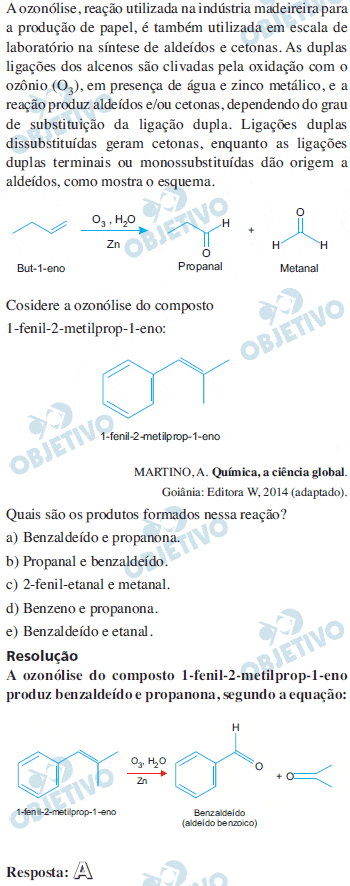 A ozonólise, reação utilizada na indústria madeireira para
a produção de papel, é também utilizada em escala de
laboratório na síntese de aldeídos e cetonas. As duplas
ligações dos alcenos são clivadas pela oxidação com o
ozônio (O3), em presença de água e zinco metálico, e a
reação produz aldeídos e/ou cetonas, dependendo do grau
de substituição da ligação dupla. Ligações duplas
dissubstituídas geram cetonas, enquanto as ligações
duplas terminais ou monossubstituídas dão origem a
aldeídos, como mostra o esquema.
O3 , H2O
Zn
H
O
+
O
H H
But-1-eno
Propanal
Metanal
OBJETIVO
Cosidere a ozonólise do composto
1-fenil-2-metilprop-1-eno:
OBJETIVO
OBJETIVO
1-fenil-2-metilprop-1-eno
MARTINO, A. Química, a ciência global.
Goiânia: Editora W, 2014 (adaptado).
Quais são os produtos formados nessa reação?
a) Benzaldeído e propanona.
b) Propanal e benzaldeído.
c) 2-fenil-etanal e metanal.
d) Benzeno e propanona.
e) Benzaldeído e etanal.
OBJETIVO
OBJETIVO
Resolução
A ozonólise do composto 1-fenil-2-metilprop-1-eno
produz benzaldeído e propanona, segundo a equação:
O3, H2O
Zn
H
O
+ O
1-fenil-2-metilprop-1-eno
Benzaldeído
(aldeído benzoico)
OBJETIVO
OBJETIVO
Resposta: A